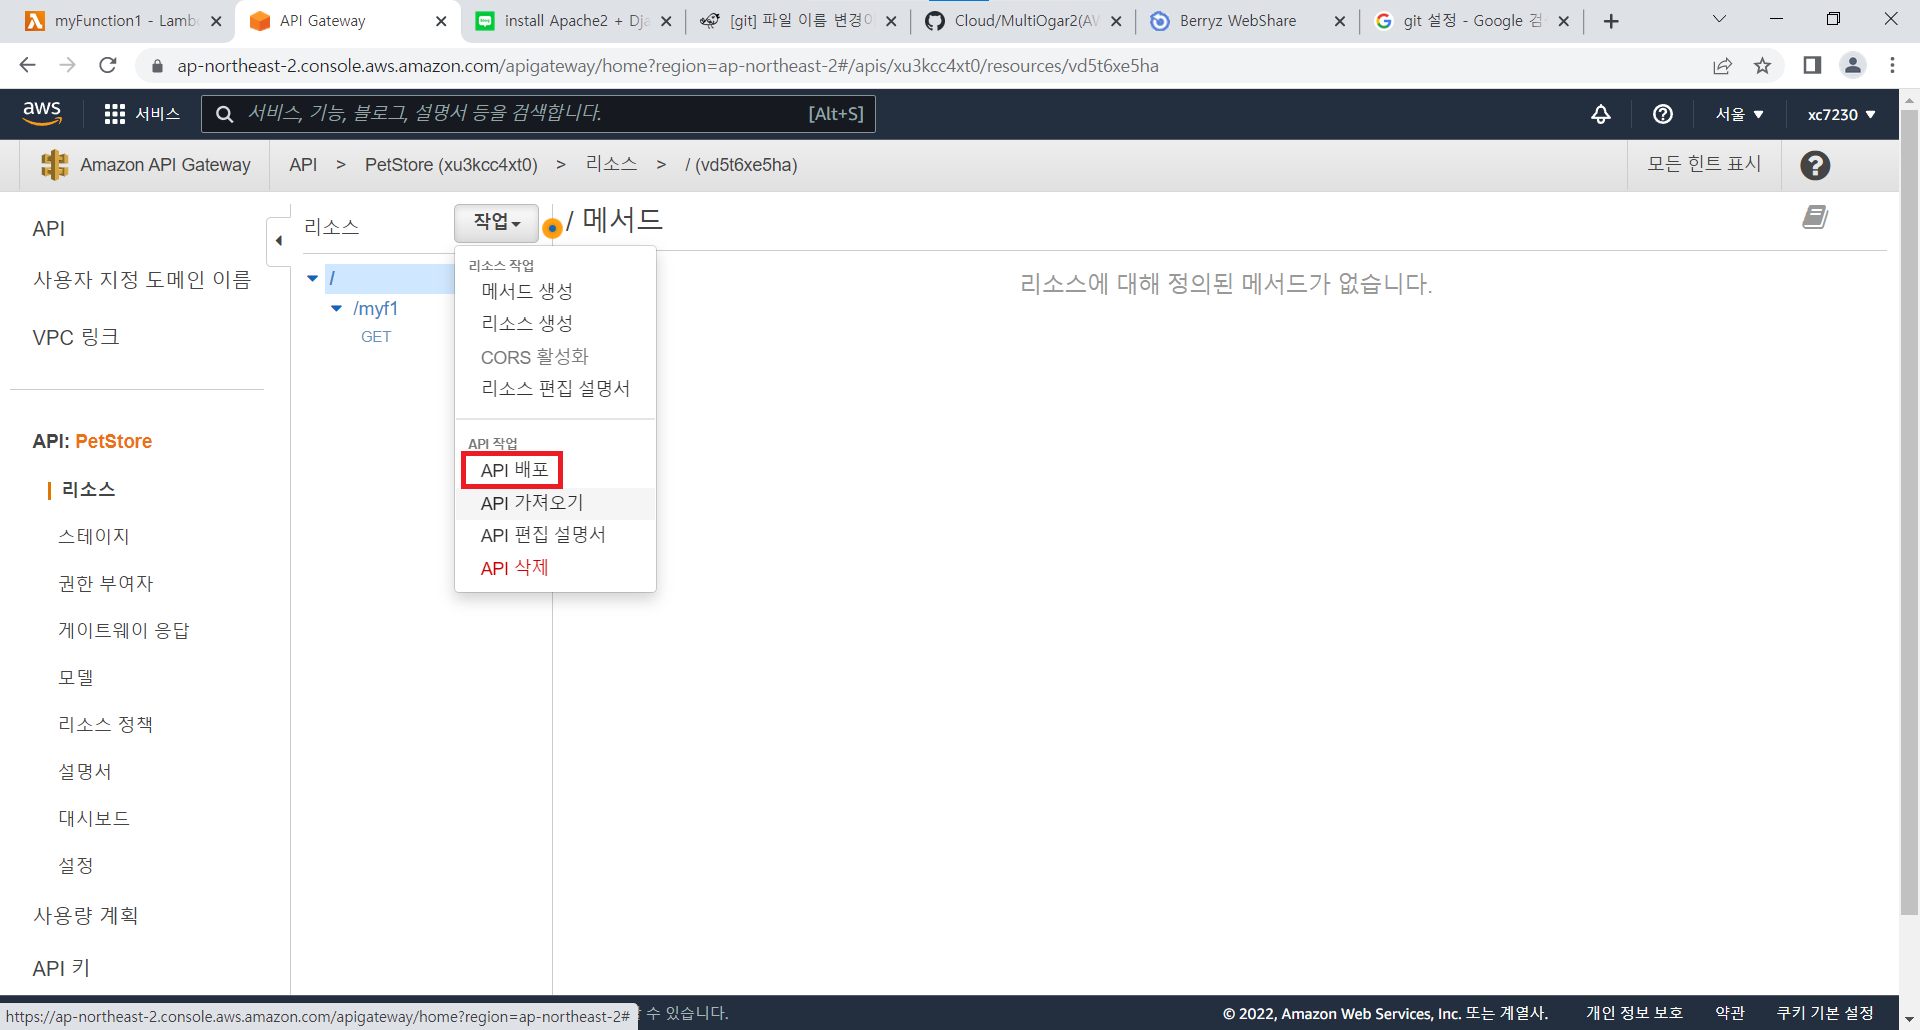 myFunction1 - Lamb
API Gateway
install Apache2 + Dja
[git] 파일 이름 변경이
Cloud/MultiOgar2(AW
Berryz WebShare
git 설정 - Google 검
ap-northeast-2.console.aws.amazon.com/apigateway/home?region=ap-northeast-2#/apis/xu3kcc4xt0/resources/vd5t6xe5ha
aws
서비스
서비스, 기능, 블로그, 설명서 등을 검색합니다.
[Alt+S]
서울
xc7230
Amazon API Gateway
API > PetStore (xu3kcc4xt0) > 리소스 > / (vd5t6xe5ha)
모든 힌트 표시
API
사용자 지정 도메인 이름
VPC 링크
API: PetStore
리소스
스테이지
권한 부여자
게이트웨이 응답
모델
리소스 정책
설명서
대시보드
설정
사용량 계획
API 키
리소스
작업
/
/myf1
GET
리소스 작업
메서드 생성
리소스 생성
CORS 활성화
리소스 편집 설명서
API 작업
API 배포
API 가져오기
API 편집 설명서
API 삭제
/ 메서드
리소스에 대해 정의된 메서드가 없습니다.
https://ap-northeast-2.console.aws.amazon.com/apigateway/home?region=ap-northeast-2#
수 있습니다.
© 2022, Amazon Web Services, Inc. 또는 계열사.
개인 정보 보호
약관
쿠키 기본 설정